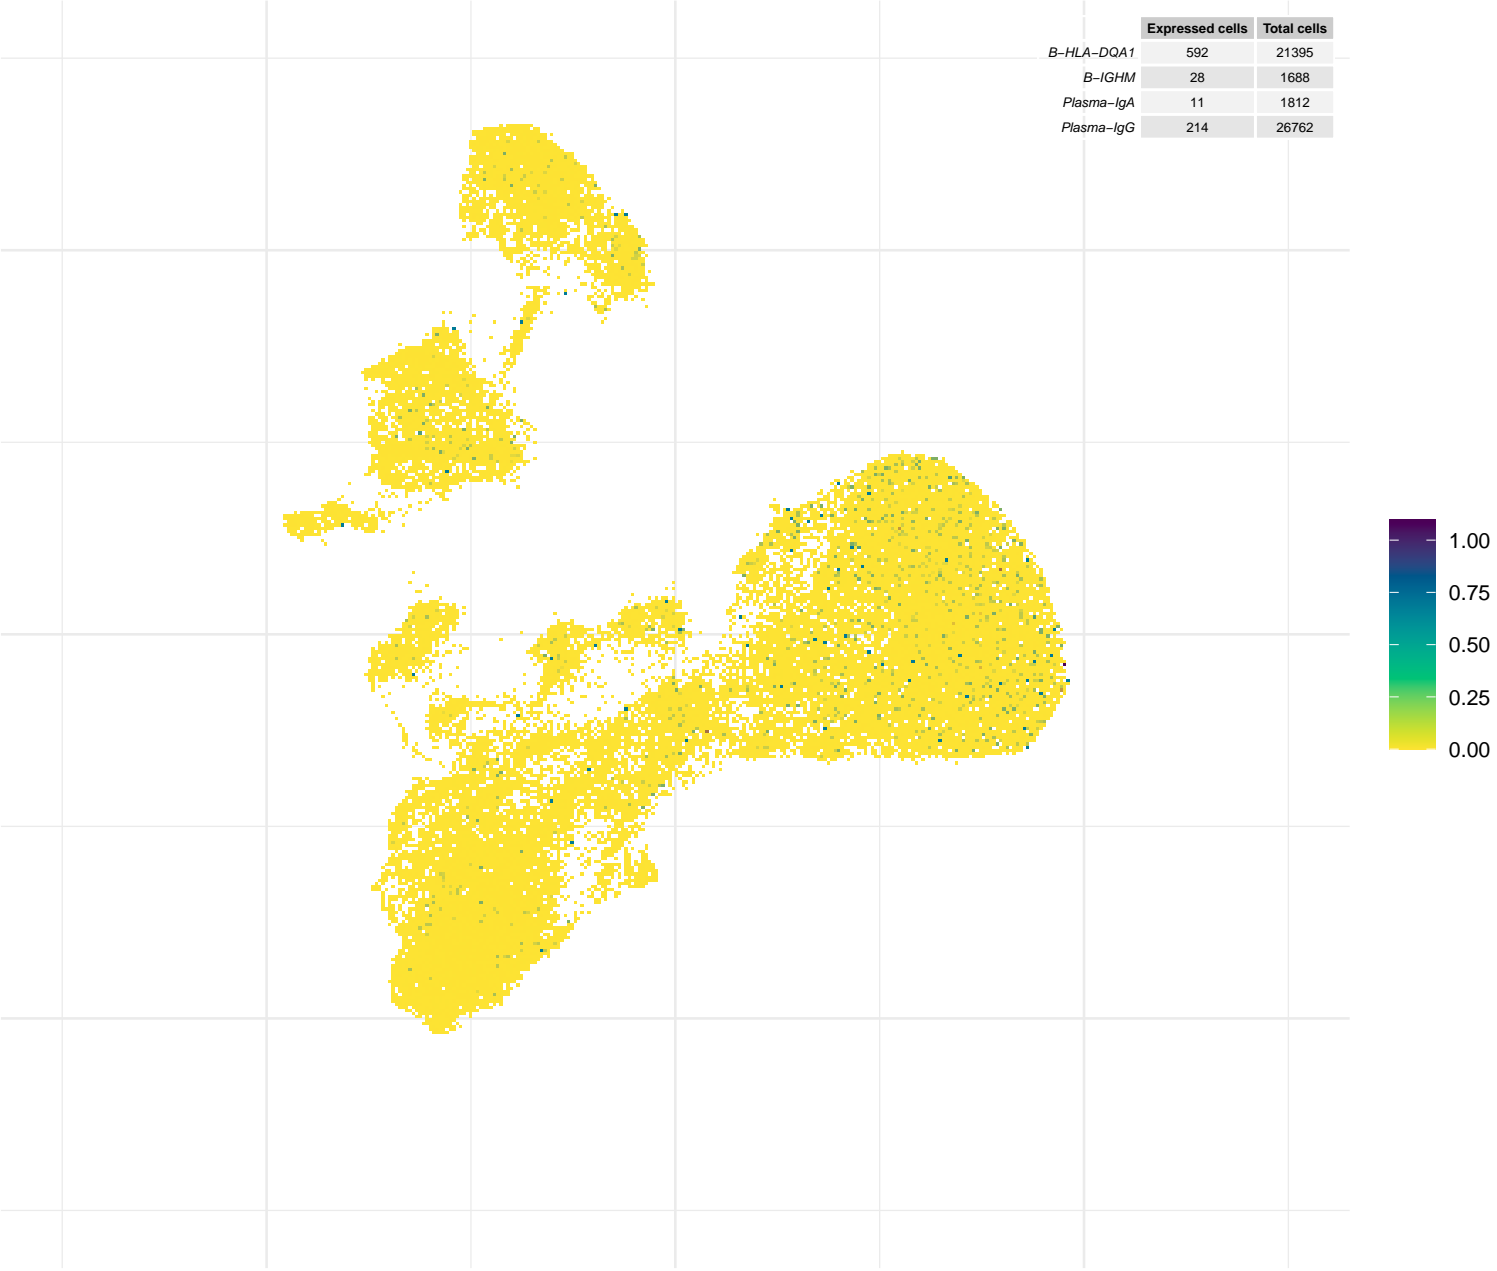 Expressed cells Total cells
B−HLA−DQA1 592 21395
B−IGHM 28 1688
Plasma−IgA 11 1812
Plasma−IgG 214 26762
1.00
0.75
0.50
0.25
0.00